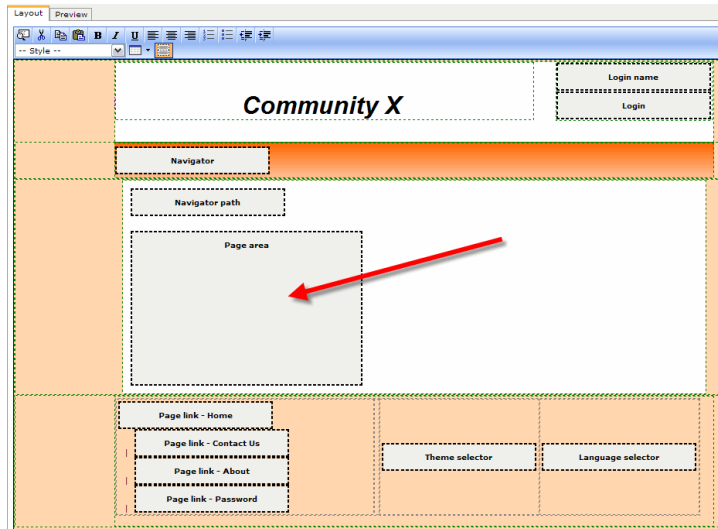 Layout Preview
B I U
-- Style --
Community X
Login name
Login
Navigator
Navigator path
Page area
Page link - Home
Page link - Contact Us
|
Page link - About
|
Page link - Password
|
Theme selector
Language selector